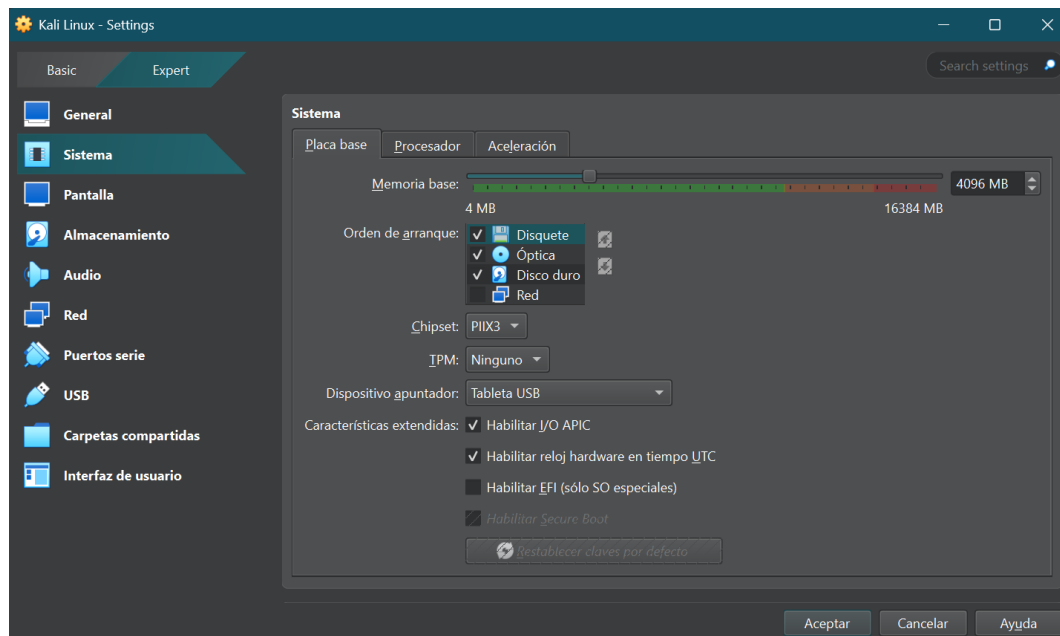 Kali Linux - Settings
Basic Expert Search settings
General
Sistema
Pantalla
Almacenamiento
Audio
Red
Puertos serie
USB
Carpetas compartidas
Interfaz de usuario
Sistema
Placa base Procesador Aceleración
Memoria base: 4096 MB
4 MB 16384 MB
Orden de arranque: Disquete
Óptica
Disco duro
Red
Chipset: PIIX3
TPM: Ninguno
Dispositivo apuntador: Tableta USB
Características extendidas: Habilitar I/O APIC
Habilitar reloj hardware en tiempo UTC
Habilitar EFI (sólo SO especiales)
Habilitar Secure Boot
Restablecer claves por defecto
Aceptar Cancelar Ayuda